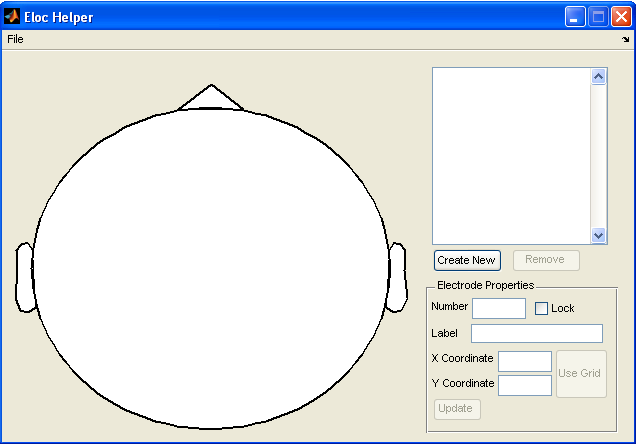 Eloc Helper
File
Create New Remove
Electrode Properties
Number Lock
Label
X Coordinate
Y Coordinate
Use Grid
Update